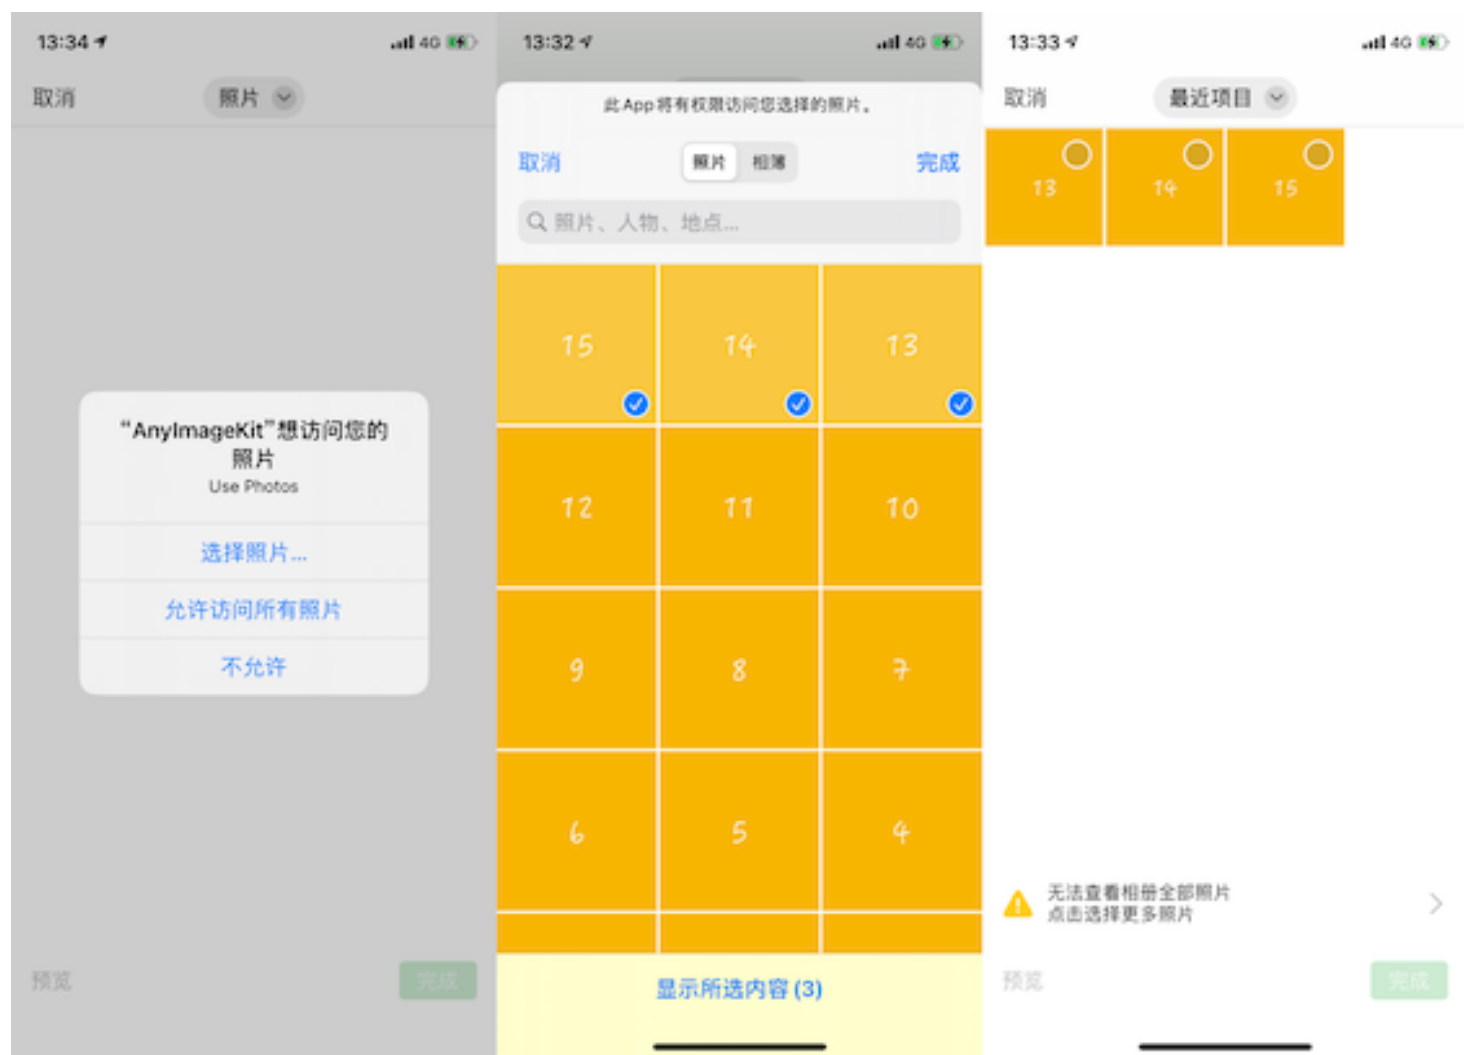 13:34
4G
取消
照片
“AnyImageKit”想访问您的
照片
Use Photos
选择照片...
允许访问所有照片
不允许
预览
完成
13:32
4G
此App将有权限访问您选择的照片。
取消
照片
相簿
完成
照片、人物、地点...
15
14
13
12
11
10
9
8
7
6
5
4
显示所选内容 (3)
13:33
4G
取消
最近项目
13
14
15
无法查看相册全部照片
点击选择更多照片
预览
完成